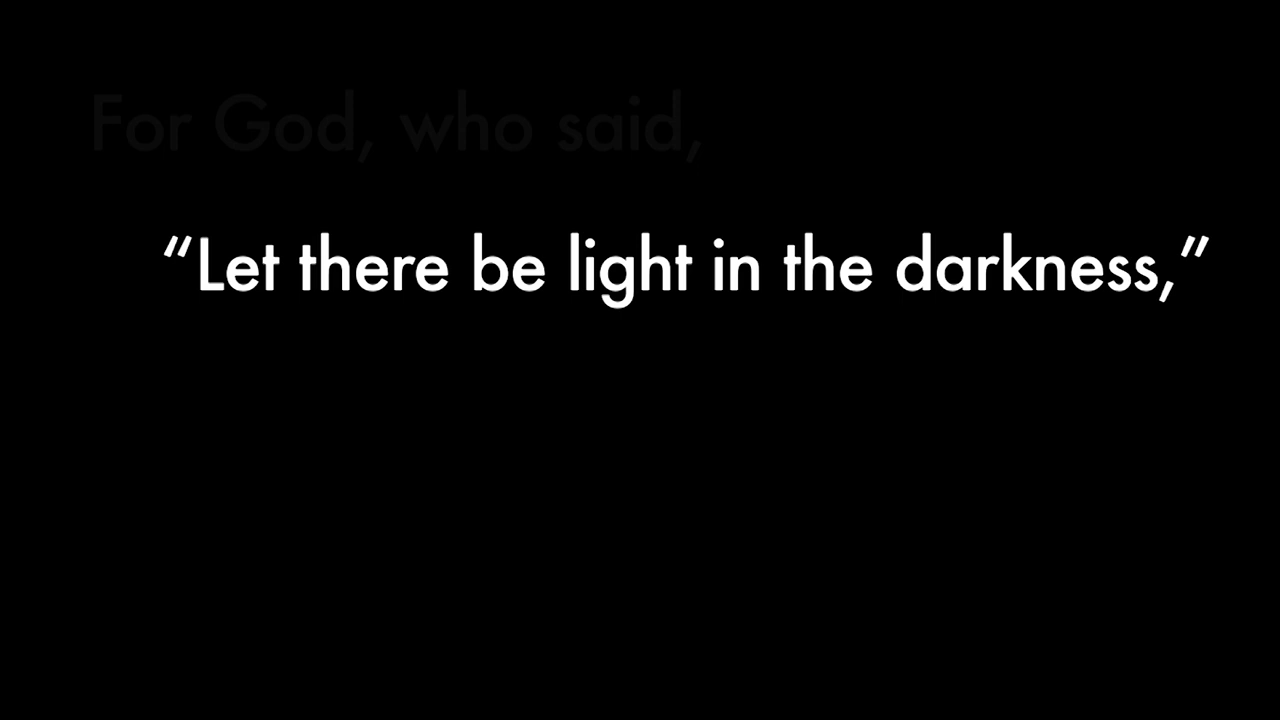 For God, who said,
“Let there be light in the darkness,”